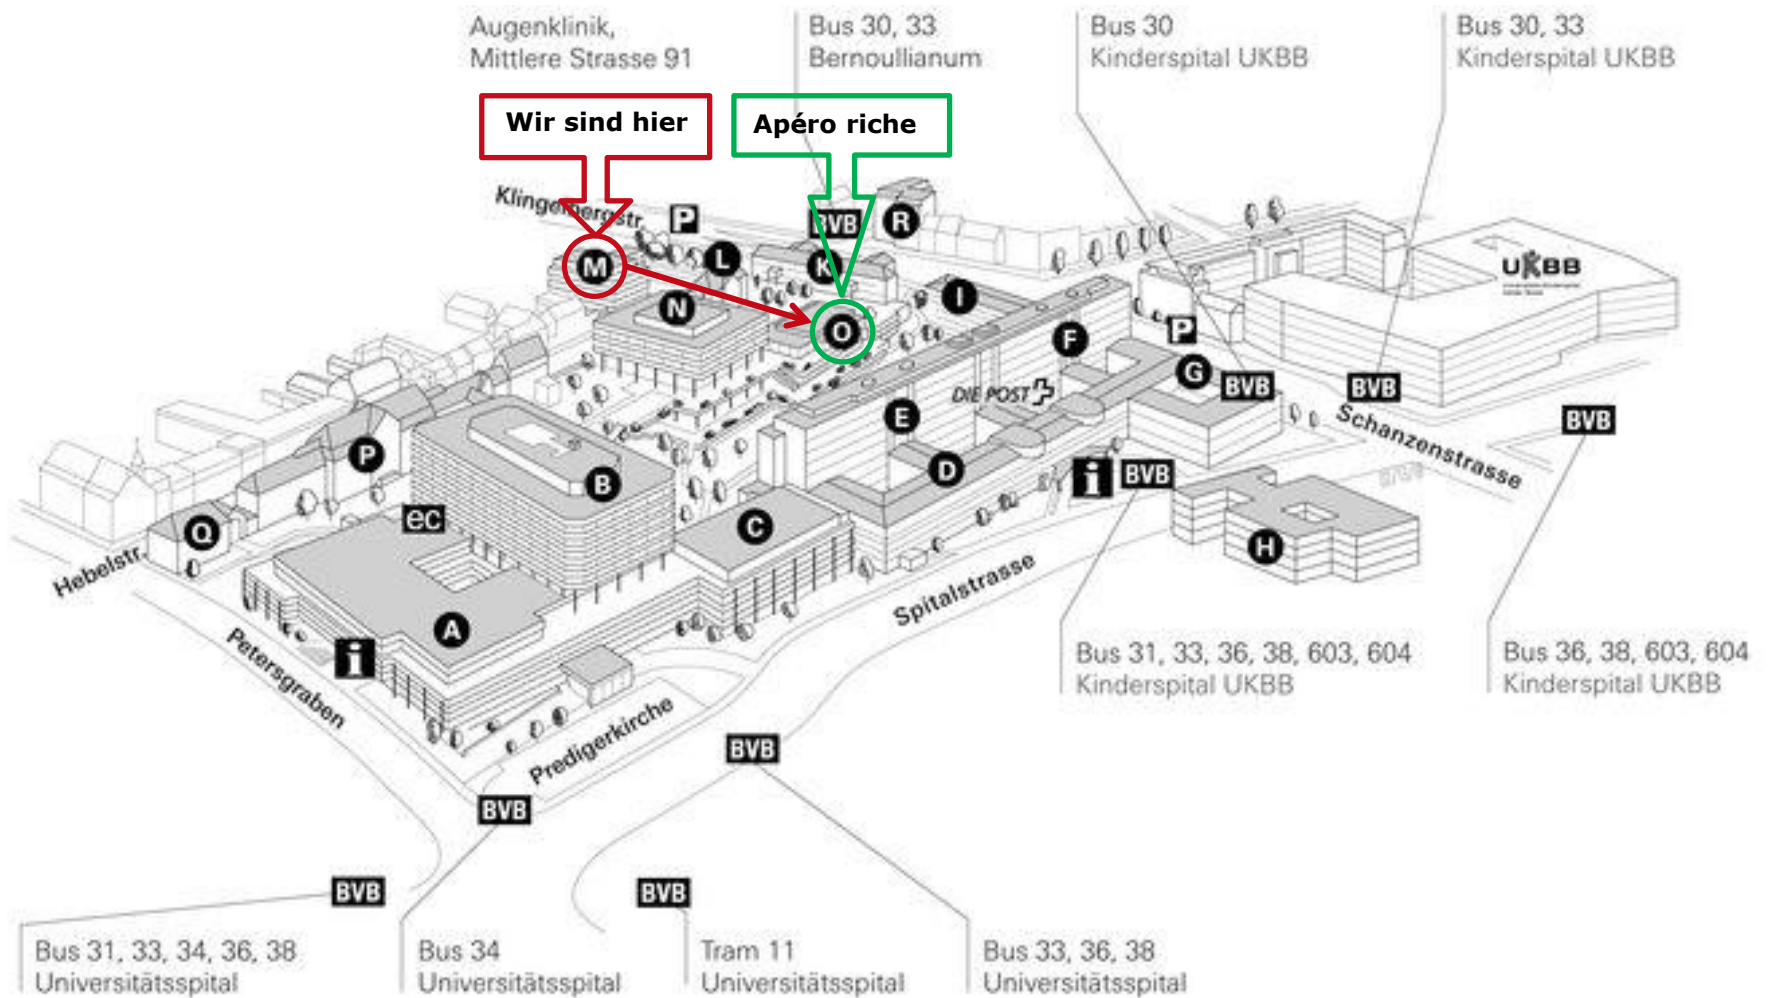 Augenklinik,
Mittlere Strasse 91
Bus 30, 33
Bernoullianum
Bus 30
Kinderspital UKBB
Bus 30, 33
Kinderspital UKBB
Wir sind hier
Apéro riche
Klingelbergstr.
P
BVB
R
M
L
K
UKBB
N
O
I
F
P
G
DIE POST
BVB
BVB
E
BVB
Schanzenstrasse
P
B
D
i
BVB
Q
ec
C
H
Hebelstr.
A
Spitalstrasse
i
Petersgraben
Bus 31, 33, 36, 38, 603, 604
Kinderspital UKBB
Bus 36, 38, 603, 604
Kinderspital UKBB
Predigerkirche
BVB
BVB
BVB
BVB
Bus 31, 33, 34, 36, 38
Universitätsspital
Bus 34
Universitätsspital
Tram 11
Universitätsspital
Bus 33, 36, 38
Universitätsspital